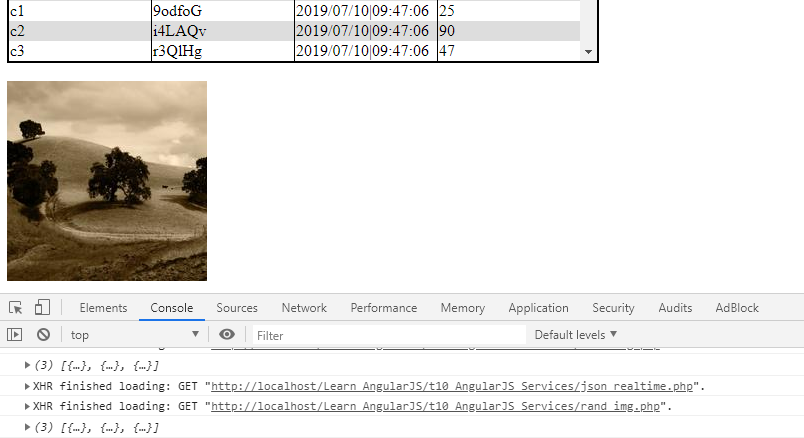 c1 9odfoG 2019/07/10|09:47:06 25
c2 i4LAQv 2019/07/10|09:47:06 90
c3 r3QlHg 2019/07/10|09:47:06 47
Elements Console Sources Network Performance Memory Application Security Audits AdBlock
top Filter Default levels
(3) [{…}, {…}, {…}]
XHR finished loading: GET "http://localhost/Learn AngularJS/t10 AngularJS Services/json realtime.php".
XHR finished loading: GET "http://localhost/Learn AngularJS/t10 AngularJS Services/rand img.php".
(3) [{…}, {…}, {…}]